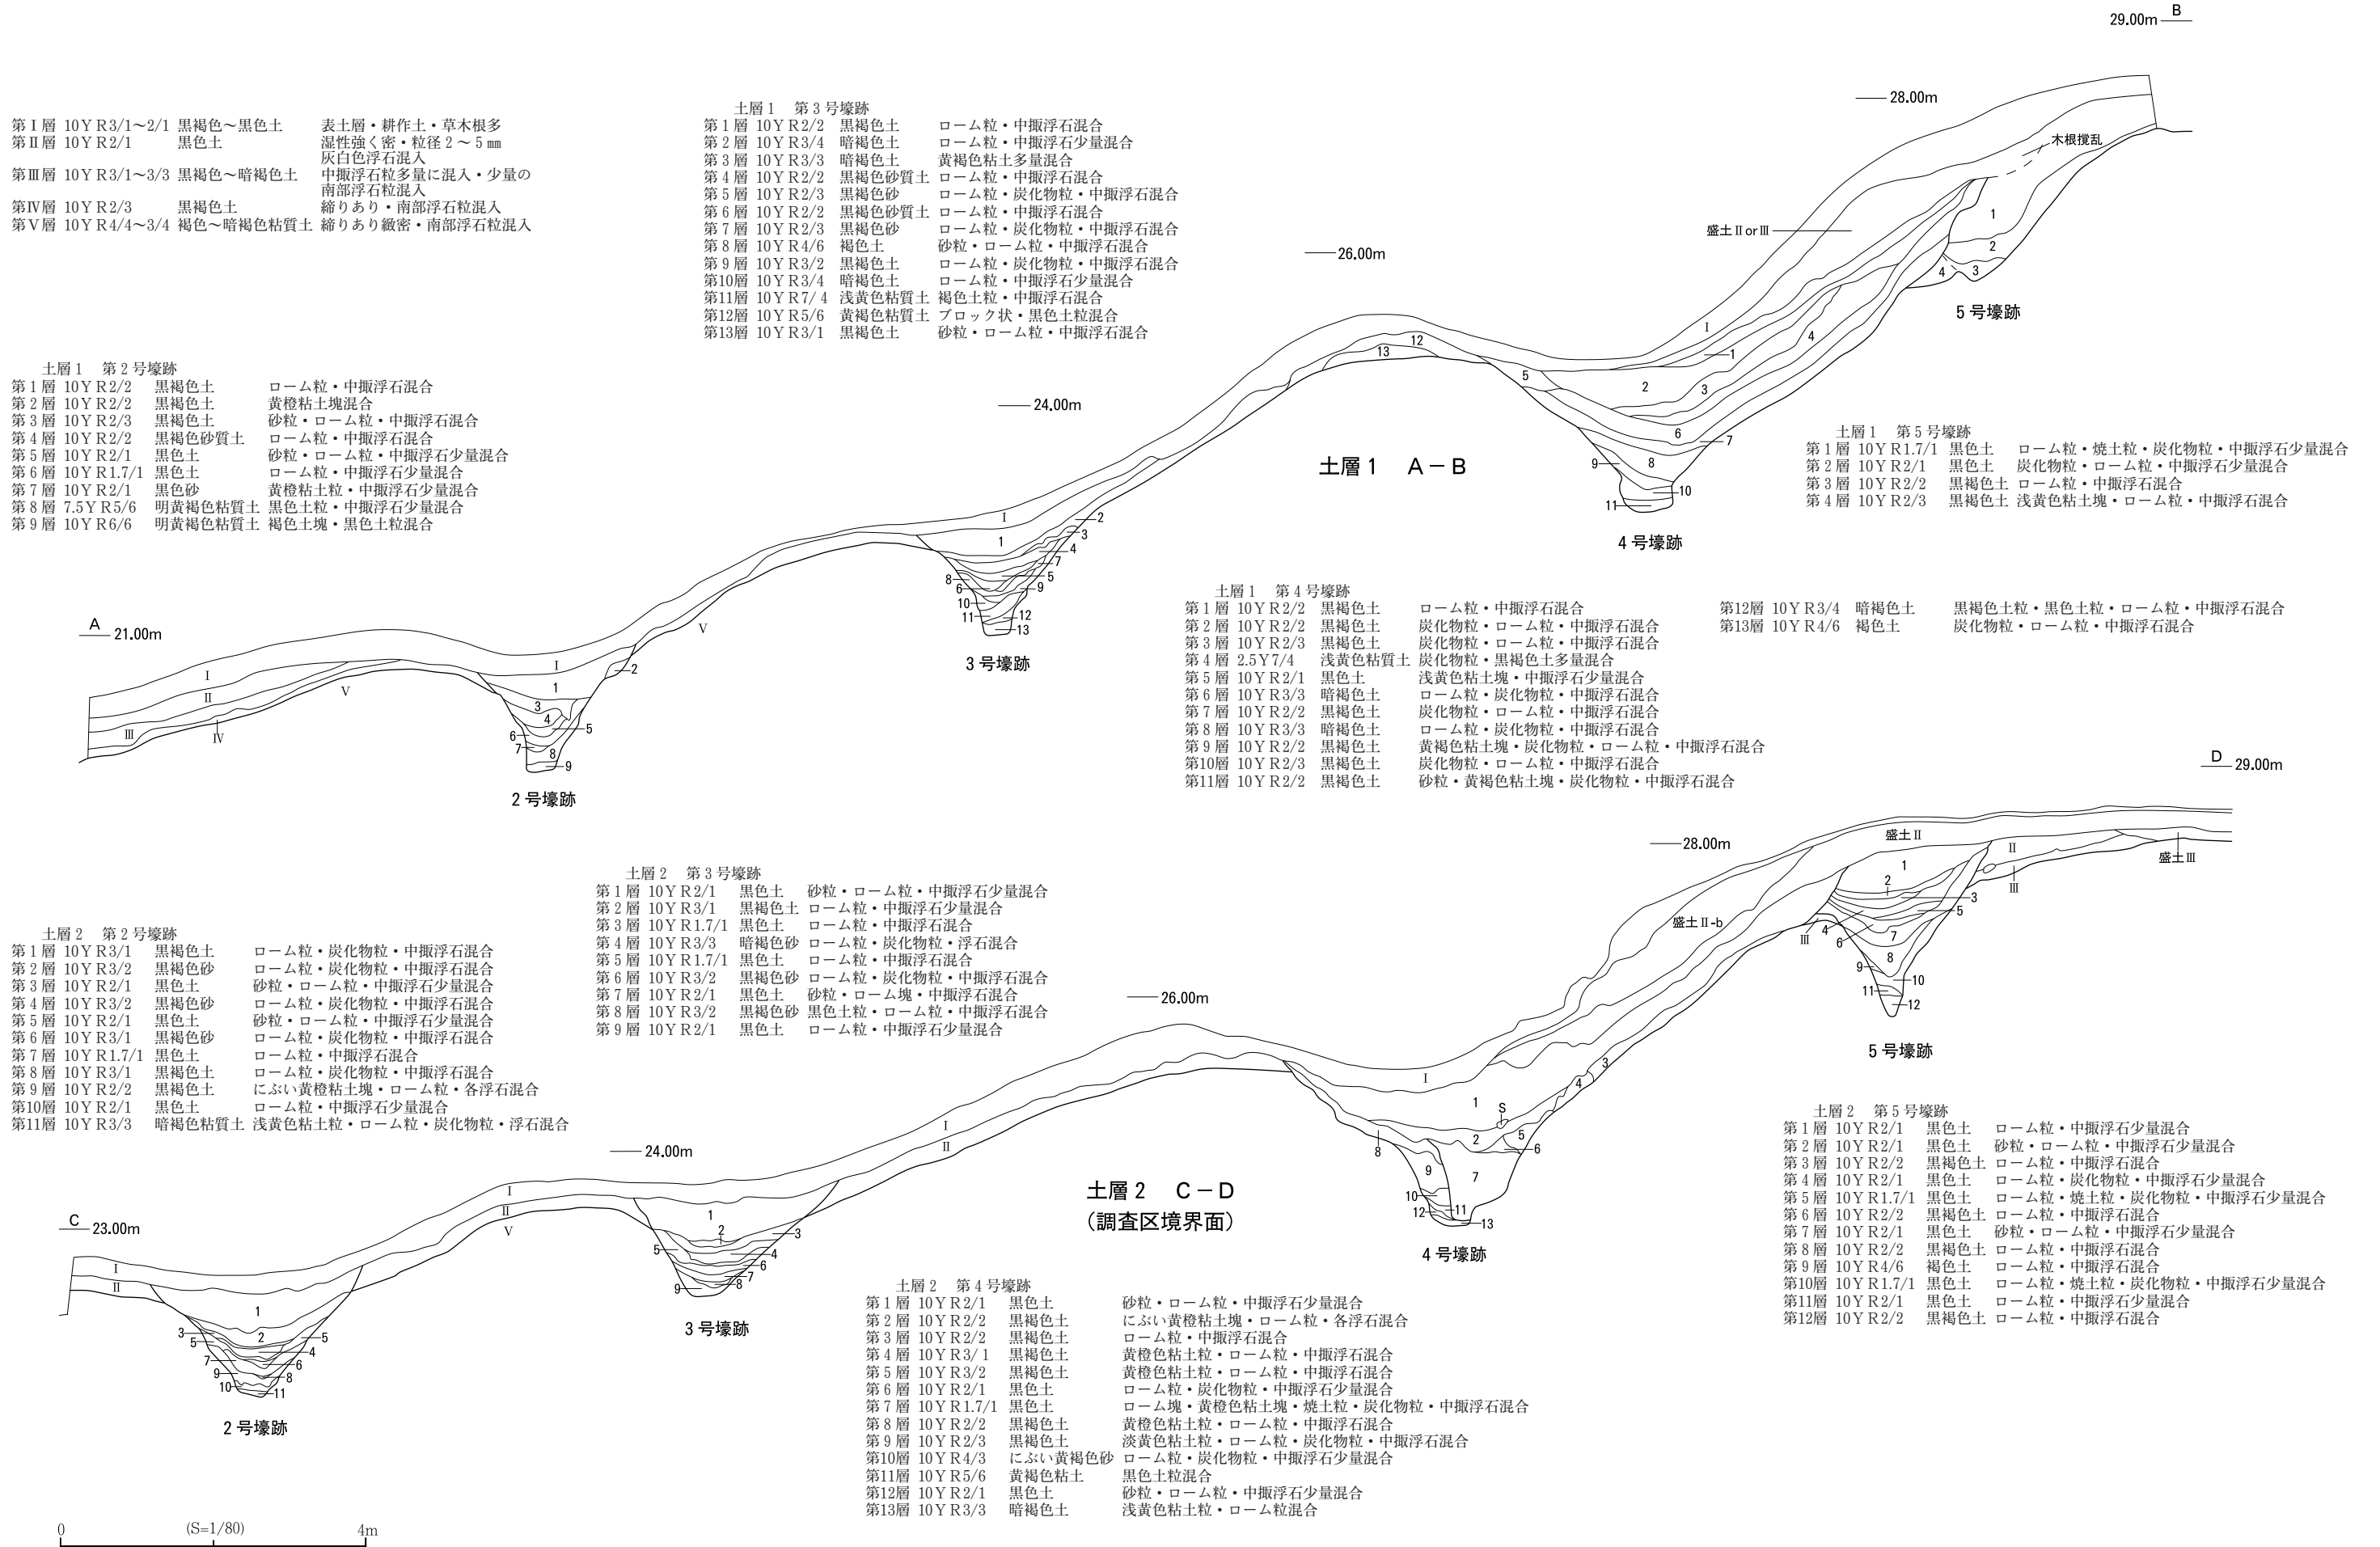 第Ⅰ層 10ＹＲ3/1～2/1 黒褐色～黒色土 表土層・耕作土・草木根多
第Ⅱ層 10ＹＲ2/1 黒色土 湿性強く密・粒径２～５㎜
灰白色浮石混入
第Ⅲ層 10ＹＲ3/1～3/3 黒褐色～暗褐色土 中掫浮石粒多量に混入・少量の
南部浮石粒混入
第Ⅳ層 10ＹＲ2/3 黒褐色土 締りあり・南部浮石粒混入
第Ⅴ層 10ＹＲ4/4～3/4 褐色～暗褐色粘質土 締りあり緻密・南部浮石粒混入
土層１ 第２号壕跡
第１層 10ＹＲ2/2 黒褐色土 ローム粒・中掫浮石混合
第２層 10ＹＲ2/2 黒褐色土 黄橙粘土塊混合
第３層 10ＹＲ2/3 黒褐色土 砂粒・ローム粒・中掫浮石混合
第４層 10ＹＲ2/2 黒褐色砂質土 ローム粒・中掫浮石混合
第５層 10ＹＲ2/1 黒色土 砂粒・ローム粒・中掫浮石少量混合
第６層 10ＹＲ1.7/1 黒色土 ローム粒・中掫浮石少量混合
第７層 10ＹＲ2/1 黒色砂 黄橙粘土粒・中掫浮石少量混合
第８層 7.5ＹＲ5/6 明黄褐色粘質土 黒色土粒・中掫浮石少量混合
第９層 10ＹＲ6/6 明黄褐色粘質土 褐色土塊・黒色土粒混合
土層１ 第３号壕跡
第１層 10ＹＲ2/2 黒褐色土 ローム粒・中掫浮石混合
第２層 10ＹＲ3/4 暗褐色土 ローム粒・中掫浮石少量混合
第３層 10ＹＲ3/3 暗褐色土 黄褐色粘土多量混合
第４層 10ＹＲ2/2 黒褐色砂質土 ローム粒・中掫浮石混合
第５層 10ＹＲ2/3 黒褐色砂 ローム粒・炭化物粒・中掫浮石混合
第６層 10ＹＲ2/2 黒褐色砂質土 ローム粒・中掫浮石混合
第７層 10ＹＲ2/3 黒褐色砂 ローム粒・炭化物粒・中掫浮石混合
第８層 10ＹＲ4/6 褐色土 砂粒・ローム粒・中掫浮石混合
第９層 10ＹＲ3/2 黒褐色土 ローム粒・炭化物粒・中掫浮石混合
第10層 10ＹＲ3/4 暗褐色土 ローム粒・中掫浮石少量混合
第11層 10ＹＲ7/4 浅黄色粘質土 褐色土粒・中掫浮石混合
第12層 10ＹＲ5/6 黄褐色粘質土 ブロック状・黒色土粒混合
第13層 10ＹＲ3/1 黒褐色土 砂粒・ローム粒・中掫浮石混合
29.00m B
28.00m
26.00m
24.00m
A 21.00m
木根撹乱
盛土Ⅱor Ⅲ
1
2
3
4
5号壕跡
Ⅰ
1
2
3
4
5
6
7
8
9
10
11
12
13
4号壕跡
土層１ Ａ－Ｂ
Ⅰ
1
2
3
4
7
5
8
6
9
10
11
12
13
3号壕跡
Ⅰ
Ⅱ
Ⅲ
Ⅳ
Ⅴ
Ⅴ
Ⅰ
1
2
3
4
5
6
7
8
9
2号壕跡
土層１ 第５号壕跡
第１層 10ＹＲ1.7/1 黒色土 ローム粒・焼土粒・炭化物粒・中掫浮石少量混合
第２層 10ＹＲ2/1 黒色土 炭化物粒・ローム粒・中掫浮石少量混合
第３層 10ＹＲ2/2 黒褐色土 ローム粒・中掫浮石混合
第４層 10ＹＲ2/3 黒褐色土 浅黄色粘土塊・ローム粒・中掫浮石混合
土層１ 第４号壕跡
第１層 10ＹＲ2/2 黒褐色土 ローム粒・中掫浮石混合
第２層 10ＹＲ2/2 黒褐色土 炭化物粒・ローム粒・中掫浮石混合
第３層 10ＹＲ2/3 黒褐色土 炭化物粒・ローム粒・中掫浮石混合
第４層 2.5Ｙ7/4 浅黄色粘質土 炭化物粒・黒褐色土多量混合
第５層 10ＹＲ2/1 黒色土 浅黄色粘土塊・中掫浮石少量混合
第６層 10ＹＲ3/3 暗褐色土 ローム粒・炭化物粒・中掫浮石混合
第７層 10ＹＲ2/2 黒褐色土 炭化物粒・ローム粒・中掫浮石混合
第８層 10ＹＲ3/3 暗褐色土 ローム粒・炭化物粒・中掫浮石混合
第９層 10ＹＲ2/2 黒褐色土 黄褐色粘土塊・炭化物粒・ローム粒・中掫浮石混合
第10層 10ＹＲ2/3 黒褐色土 炭化物粒・ローム粒・中掫浮石混合
第11層 10ＹＲ2/2 黒褐色土 砂粒・黄褐色粘土塊・炭化物粒・中掫浮石混合
第12層 10ＹＲ3/4 暗褐色土 黒褐色土粒・黒色土粒・ローム粒・中掫浮石混合
第13層 10ＹＲ4/6 褐色土 炭化物粒・ローム粒・中掫浮石混合
土層２ 第２号壕跡
第１層 10ＹＲ3/1 黒褐色土 ローム粒・炭化物粒・中掫浮石混合
第２層 10ＹＲ3/2 黒褐色砂 ローム粒・炭化物粒・中掫浮石混合
第３層 10ＹＲ2/1 黒色土 砂粒・ローム粒・中掫浮石少量混合
第４層 10ＹＲ3/2 黒褐色砂 ローム粒・炭化物粒・中掫浮石混合
第５層 10ＹＲ2/1 黒色土 砂粒・ローム粒・中掫浮石少量混合
第６層 10ＹＲ3/1 黒褐色砂 ローム粒・炭化物粒・中掫浮石混合
第７層 10ＹＲ1.7/1 黒色土 ローム粒・中掫浮石混合
第８層 10ＹＲ3/1 黒褐色土 ローム粒・炭化物粒・中掫浮石混合
第９層 10ＹＲ2/2 黒褐色土 にぶい黄橙粘土塊・ローム粒・各浮石混合
第10層 10ＹＲ2/1 黒色土 ローム粒・中掫浮石少量混合
第11層 10ＹＲ3/3 暗褐色粘質土 浅黄色粘土粒・ローム粒・炭化物粒・浮石混合
土層２ 第３号壕跡
第１層 10ＹＲ2/1 黒色土 砂粒・ローム粒・中掫浮石少量混合
第２層 10ＹＲ3/1 黒褐色土 ローム粒・中掫浮石少量混合
第３層 10ＹＲ1.7/1 黒色土 ローム粒・中掫浮石混合
第４層 10ＹＲ3/3 暗褐色砂 ローム粒・炭化物粒・浮石混合
第５層 10ＹＲ1.7/1 黒色土 ローム粒・中掫浮石混合
第６層 10ＹＲ3/2 黒褐色砂 ローム粒・炭化物粒・中掫浮石混合
第７層 10ＹＲ2/1 黒色土 砂粒・ローム塊・中掫浮石混合
第８層 10ＹＲ3/2 黒褐色砂 黒色土粒・ローム粒・中掫浮石混合
第９層 10ＹＲ2/1 黒色土 ローム粒・中掫浮石少量混合
D 29.00m
28.00m
26.00m
24.00m
C 23.00m
盛土Ⅱ
盛土Ⅱ-b
盛土Ⅲ
Ⅱ
Ⅲ
Ⅲ
1
2
3
4
5
6
7
8
9
10
11
12
5号壕跡
Ⅰ
1
S
2
3
4
5
6
7
8
9
10
11
12
13
4号壕跡
土層２ Ｃ－Ｄ
（調査区境界面）
Ⅰ
Ⅱ
Ⅰ
Ⅱ
Ⅴ
1
2
3
4
5
6
7
8
9
3号壕跡
Ⅰ
Ⅱ
1
2
3
5
5
4
7
6
9
8
10
11
2号壕跡
土層２ 第４号壕跡
第１層 10ＹＲ2/1 黒色土 砂粒・ローム粒・中掫浮石少量混合
第２層 10ＹＲ2/2 黒褐色土 にぶい黄橙粘土塊・ローム粒・各浮石混合
第３層 10ＹＲ2/2 黒褐色土 ローム粒・中掫浮石混合
第４層 10ＹＲ3/1 黒褐色土 黄橙色粘土粒・ローム粒・中掫浮石混合
第５層 10ＹＲ3/2 黒褐色土 黄橙色粘土粒・ローム粒・中掫浮石混合
第６層 10ＹＲ2/1 黒色土 ローム粒・炭化物粒・中掫浮石少量混合
第７層 10ＹＲ1.7/1 黒色土 ローム塊・黄橙色粘土塊・焼土粒・炭化物粒・中掫浮石混合
第８層 10ＹＲ2/2 黒褐色土 黄橙色粘土粒・ローム粒・中掫浮石混合
第９層 10ＹＲ2/3 黒褐色土 淡黄色粘土粒・ローム粒・炭化物粒・中掫浮石混合
第10層 10ＹＲ4/3 にぶい黄褐色砂 ローム粒・炭化物粒・中掫浮石少量混合
第11層 10ＹＲ5/6 黄褐色粘土 黒色土粒混合
第12層 10ＹＲ2/1 黒色土 砂粒・ローム粒・中掫浮石少量混合
第13層 10ＹＲ3/3 暗褐色土 浅黄色粘土粒・ローム粒混合
土層２ 第５号壕跡
第１層 10ＹＲ2/1 黒色土 ローム粒・中掫浮石少量混合
第２層 10ＹＲ2/1 黒色土 砂粒・ローム粒・中掫浮石少量混合
第３層 10ＹＲ2/2 黒褐色土 ローム粒・中掫浮石混合
第４層 10ＹＲ2/1 黒色土 ローム粒・炭化物粒・中掫浮石少量混合
第５層 10ＹＲ1.7/1 黒色土 ローム粒・焼土粒・炭化物粒・中掫浮石少量混合
第６層 10ＹＲ2/2 黒褐色土 ローム粒・中掫浮石混合
第７層 10ＹＲ2/1 黒色土 砂粒・ローム粒・中掫浮石少量混合
第８層 10ＹＲ2/2 黒褐色土 ローム粒・中掫浮石混合
第９層 10ＹＲ4/6 褐色土 ローム粒・中掫浮石混合
第10層 10ＹＲ1.7/1 黒色土 ローム粒・焼土粒・炭化物粒・中掫浮石少量混合
第11層 10ＹＲ2/1 黒色土 ローム粒・中掫浮石少量混合
第12層 10ＹＲ2/2 黒褐色土 ローム粒・中掫浮石混合
0 (S=1/80) 4m